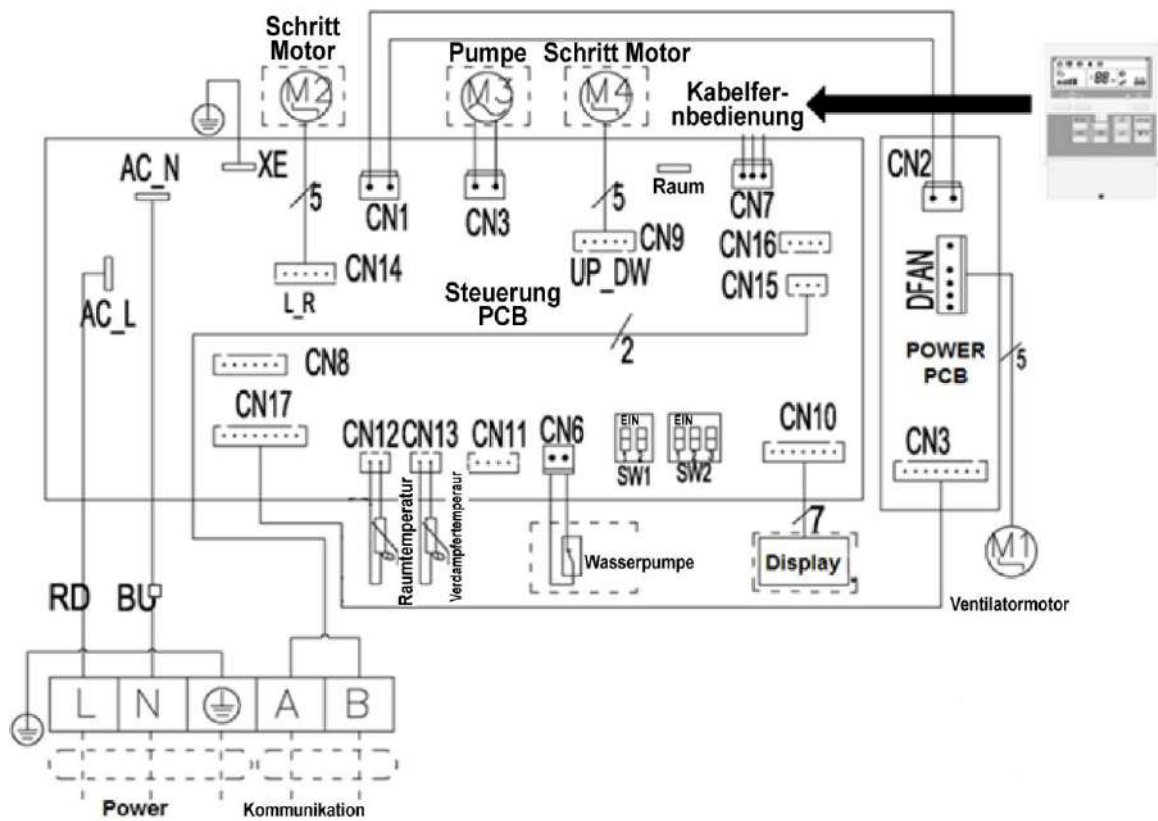 Schritt
Motor
Pumpe
Schritt Motor
Kabelfer-
nbedienung
M2
M3
M4
AC_N
XE
5
5
Raum
CN2
CN1
CN3
CN7
CN14
CN9
CN16
L_R
UP_DW
CN15
DFAN
AC_L
Steuerung
PCB
2
POWER
PCB
5
CN8
CN17
CN12
CN13
CN11
CN6
EIN
EIN
SW1
SW2
CN10
CN3
Raumtemperatur
Verdampfertemperaur
7
Wasserpumpe
Display
M1
Ventilatormotor
RD
BU
L
N
A
B
Power
Kommunikation